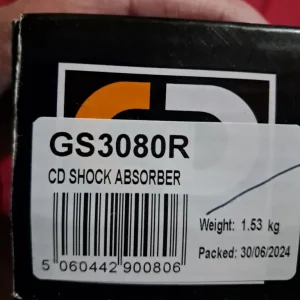 GS3080R
CD SHOCK ABSORBER
Weight: 1.53 kg
Packed: 30/06/2024
5 060442 900806